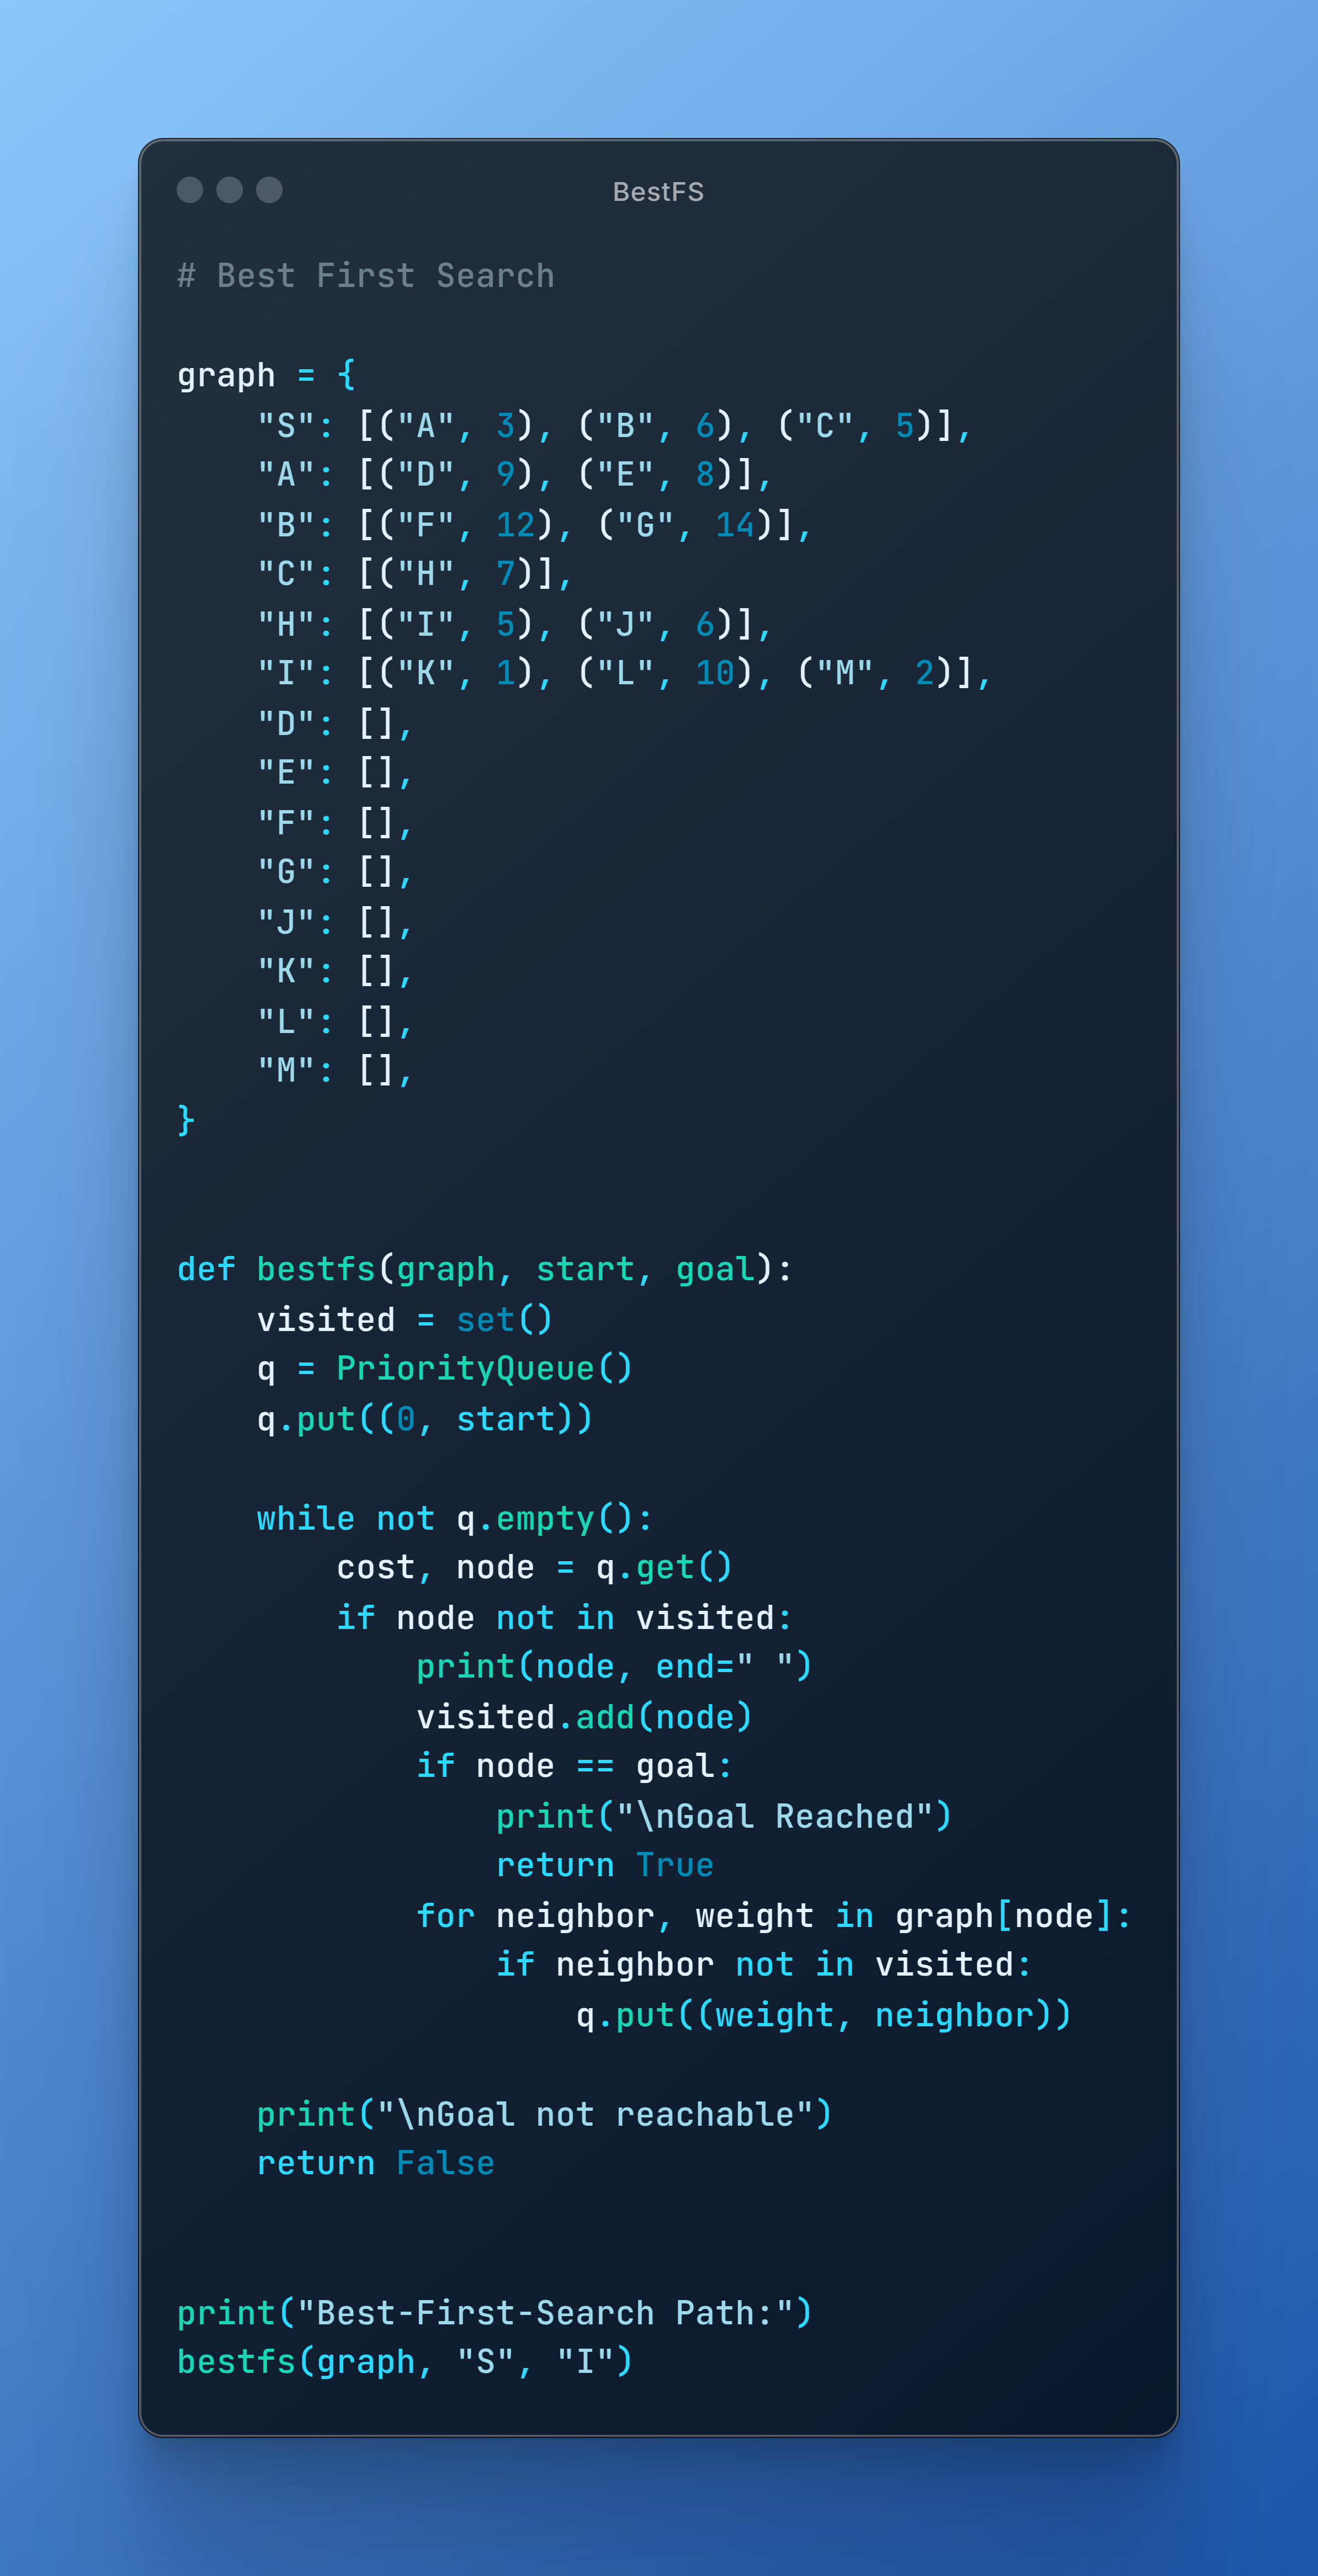 BestFS
# Best First Search
graph = {
    "S": [("A", 3), ("B", 6), ("C", 5)],
    "A": [("D", 9), ("E", 8)],
    "B": [("F", 12), ("G", 14)],
    "C": [("H", 7)],
    "H": [("I", 5), ("J", 6)],
    "I": [("K", 1), ("L", 10), ("M", 2)],
    "D": [],
    "E": [],
    "F": [],
    "G": [],
    "J": [],
    "K": [],
    "L": [],
    "M": [],
}
def bestfs(graph, start, goal):
    visited = set()
    q = PriorityQueue()
    q.put((0, start))
    while not q.empty():
        cost, node = q.get()
        if node not in visited:
            print(node, end=" ")
            visited.add(node)
            if node == goal:
                print("\nGoal Reached")
                return True
            for neighbor, weight in graph[node]:
                if neighbor not in visited:
                    q.put((weight, neighbor))
    print("\nGoal not reachable")
    return False
print("Best-First-Search Path:")
bestfs(graph, "S", "I")